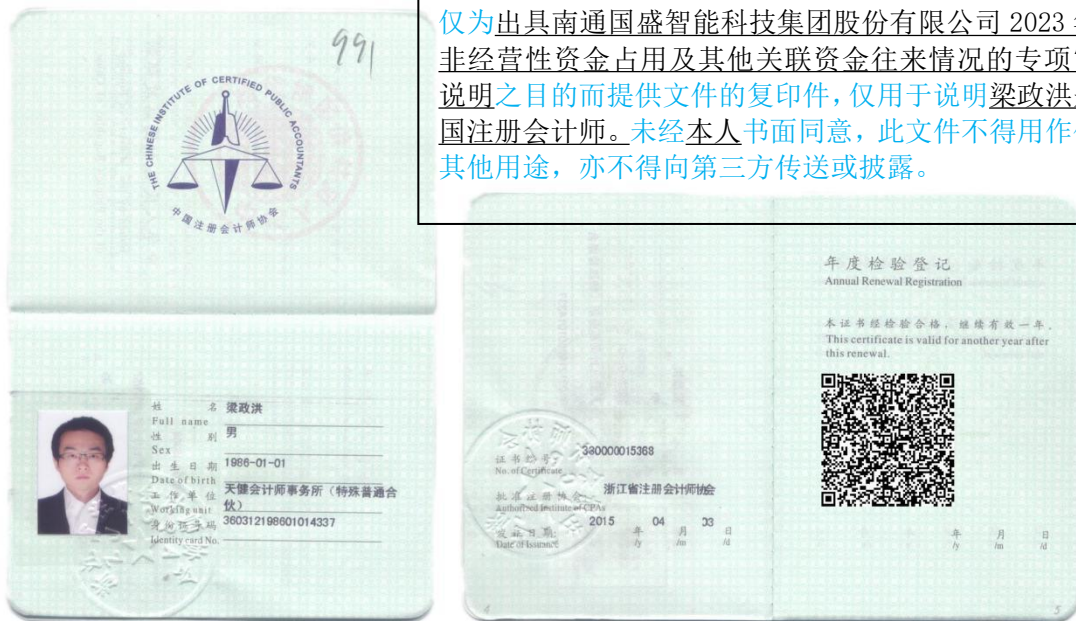 991
THE CHINESE INSTITUTE OF CERTIFIED PUBLIC ACCOUNTANTS
中国注册会计师协会
仅为出具南通国盛智能科技集团股份有限公司 2023
非经营性资金占用及其他关联资金往来情况的专项
说明之目的而提供文件的复印件，仅用于说明梁政洪
国注册会计师。未经本人书面同意，此文件不得用作
其他用途，亦不得向第三方传送或披露。
姓 名 梁政洪
Full name
性 别 男
Sex
出生日期 1986-01-01
Date of birth
工作单位 天健会计师事务所（特殊普通合
Working unit 伙）
身份证号码 360312198601014337
Identity card No.
证书编号: 330000015368
No. of Certificate
批准注册协会: 浙江省注册会计师协会
Authorized Institute of CPAs
发证日期: 2015 年 04 月 03 日
Date of Issuance /y /m /d
4
年度检验登记
Annual Renewal Registration
本证书经检验合格，继续有效一年。
This certificate is valid for another year after
this renewal.
年 月 日
/y /m /d
5